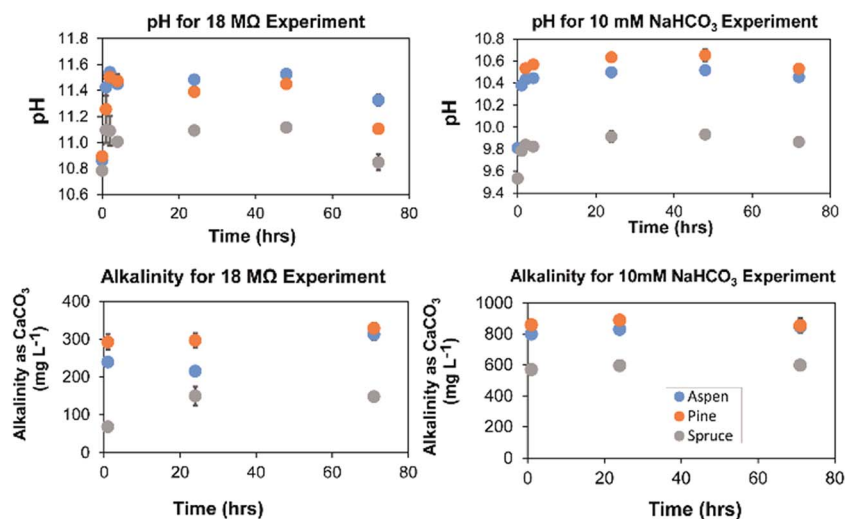 pH for 18 MΩ Experiment
11.8
11.6
11.4
11.2
11.0
10.8
10.6
pH
0 20 40 60 80
Time (hrs)
pH for 10 mM NaHCO₃ Experiment
10.8
10.6
10.4
10.2
10.0
9.8
9.6
9.4
pH
0 20 40 60 80
Time (hrs)
Alkalinity for 18 MΩ Experiment
400
300
200
100
0
Alkalinity as CaCO₃
(mg L⁻¹)
0 20 40 60 80
Time (hrs)
Alkalinity for 10mM NaHCO₃ Experiment
1000
800
600
400
200
0
Alkalinity as CaCO₃
(mg L⁻¹)
Aspen
Pine
Spruce
0 20 40 60 80
Time (hrs)